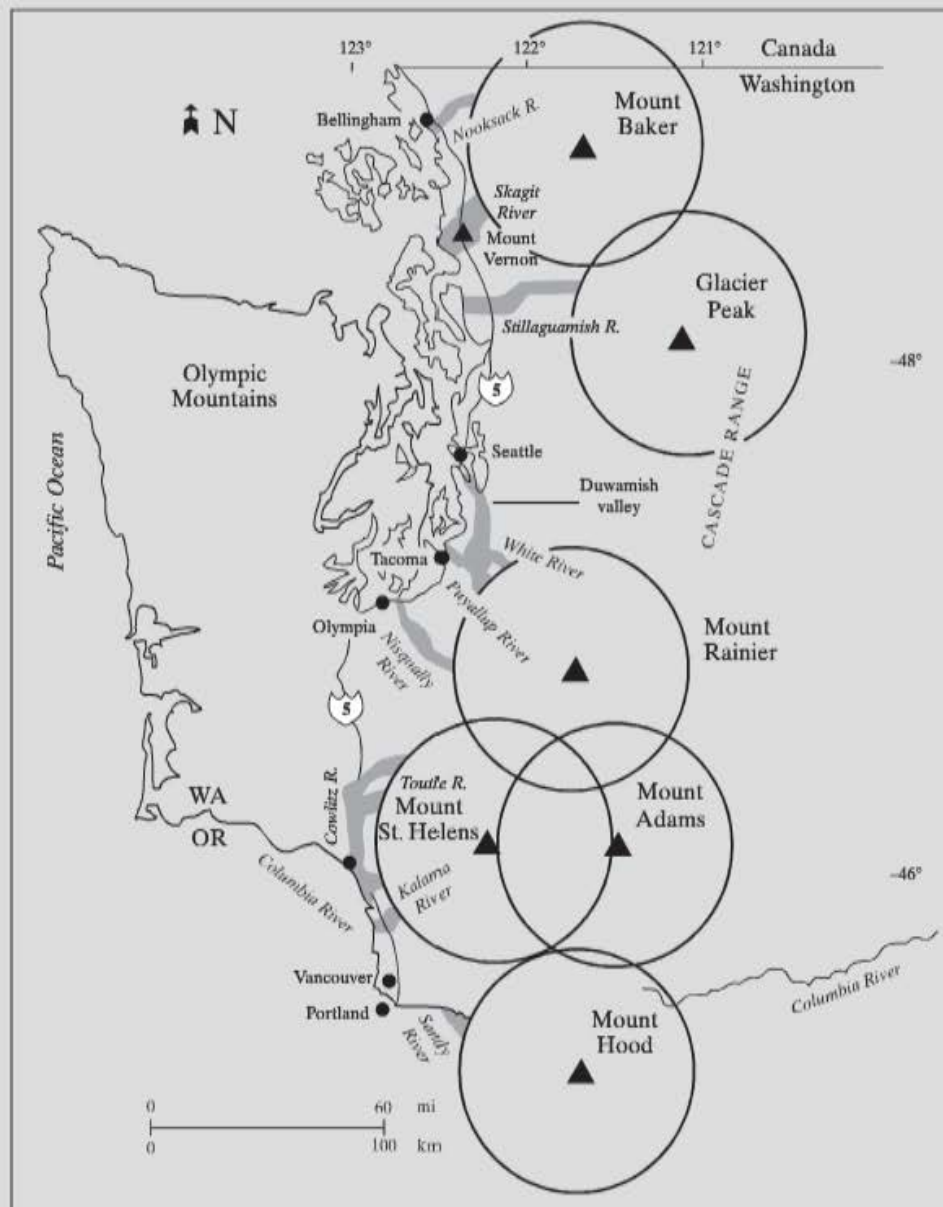 123°
122°
121°
Canada
Washington
N
Bellingham
Nooksack R.
Mount
Baker
Skagit
River
Mount
Vernon
Glacier
Peak
Stillaguamish R.
48°
Olympic
Mountains
5
CASCADE RANGE
Pacific Ocean
Seattle
Duwamish
valley
White River
Tacoma
Puyallup River
Olympia
Nisqually
River
Mount
Rainier
5
Toutle R.
Cowlitz R.
Mount
St. Helens
Mount
Adams
WA
OR
46°
Kalama
River
Columbia River
Vancouver
Columbia River
Portland
Sandy
River
Mount
Hood
0 60 mi
0 100 km